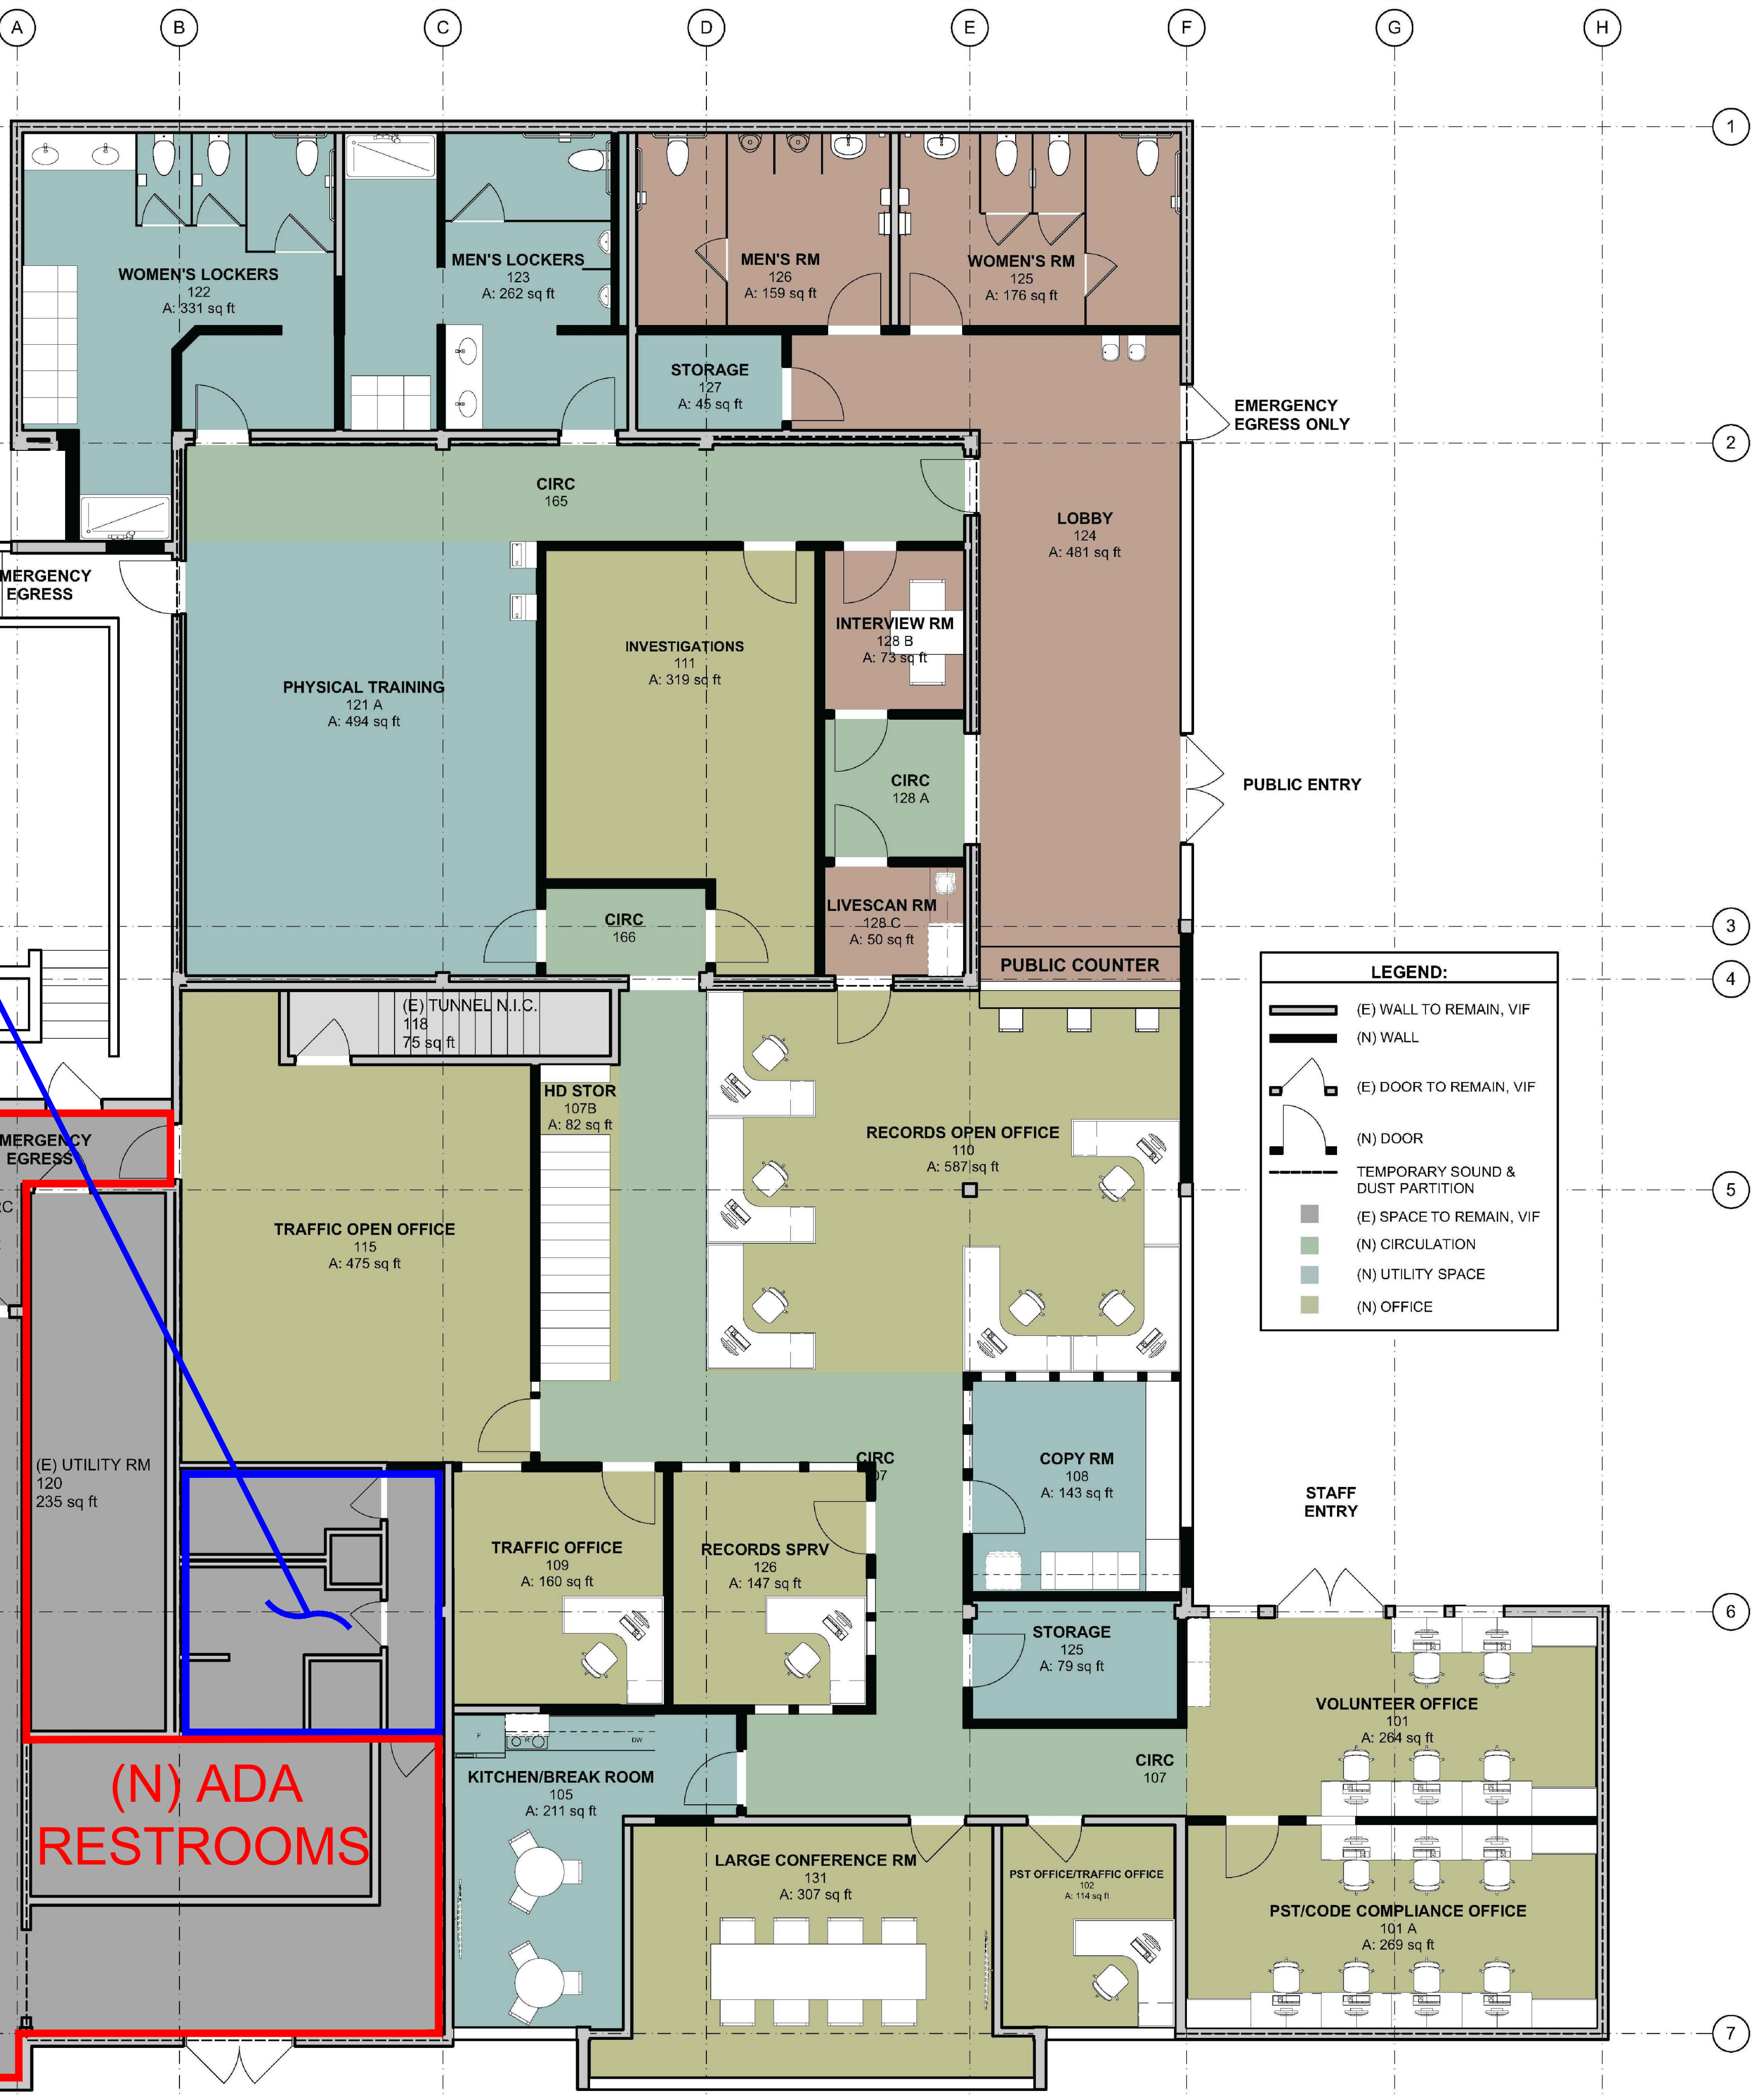 A
B
C
D
E
F
G
H
1
WOMEN'S LOCKERS
122
A: 331 sq ft
MEN'S LOCKERS
123
A: 262 sq ft
MEN'S RM
126
A: 159 sq ft
WOMEN'S RM
125
A: 176 sq ft
STORAGE
127
A: 45 sq ft
EMERGENCY
EGRESS ONLY
2
CIRC
165
LOBBY
124
A: 481 sq ft
MERGENCY
EGRESS
INTERVIEW RM
128 B
A: 73 sq ft
INVESTIGATIONS
111
A: 319 sq ft
PHYSICAL TRAINING
121 A
A: 494 sq ft
CIRC
128 A
PUBLIC ENTRY
LIVESCAN RM
128 C
A: 50 sq ft
CIRC
166
3
PUBLIC COUNTER
4
LEGEND:
(E) WALL TO REMAIN, VIF
(N) WALL
(E) DOOR TO REMAIN, VIF
(N) DOOR
TEMPORARY SOUND &
DUST PARTITION
(E) SPACE TO REMAIN, VIF
(N) CIRCULATION
(N) UTILITY SPACE
(N) OFFICE
(E) TUNNEL N.I.C.
118
75 sq ft
HD STOR
107B
A: 82 sq ft
RECORDS OPEN OFFICE
110
A: 587 sq ft
MERGENCY
EGRESS
5
RC
TRAFFIC OPEN OFFICE
115
A: 475 sq ft
(E) UTILITY RM
120
235 sq ft
CIRC
07
COPY RM
108
A: 143 sq ft
STAFF
ENTRY
TRAFFIC OFFICE
109
A: 160 sq ft
RECORDS SPRV
126
A: 147 sq ft
6
STORAGE
125
A: 79 sq ft
VOLUNTEER OFFICE
101
A: 264 sq ft
F
R
DW
KITCHEN/BREAK ROOM
105
A: 211 sq ft
CIRC
107
(N) ADA
RESTROOMS
LARGE CONFERENCE RM
131
A: 307 sq ft
PST OFFICE/TRAFFIC OFFICE
102
A: 114 sq ft
PST/CODE COMPLIANCE OFFICE
101 A
A: 269 sq ft
7